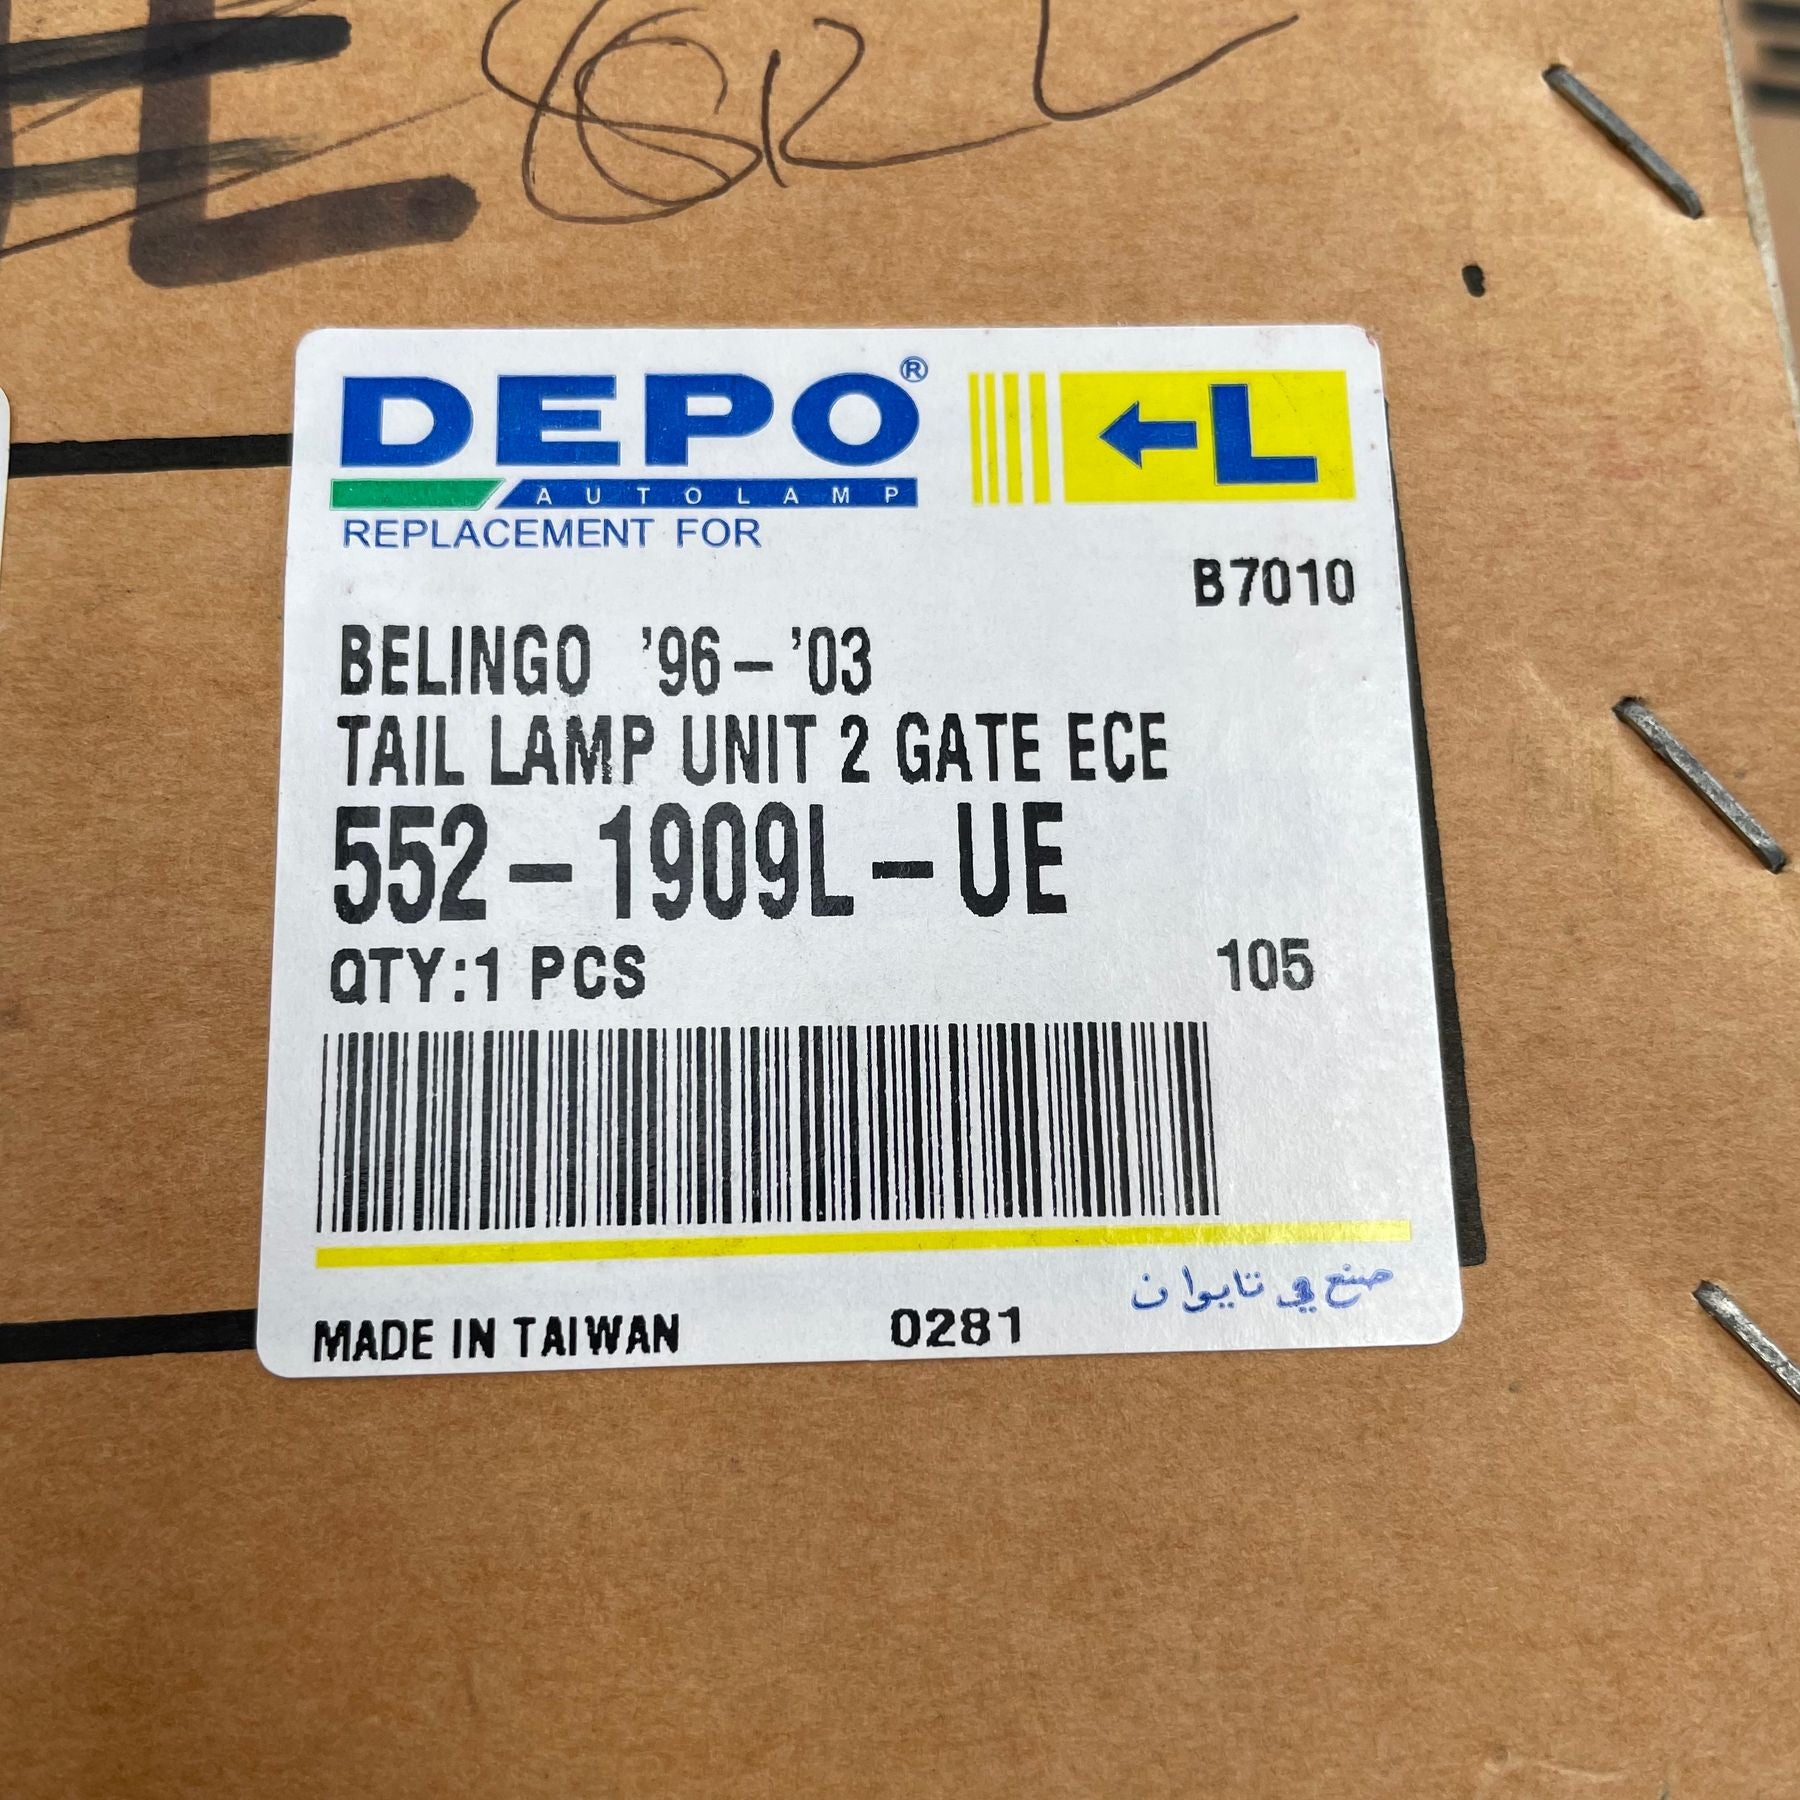 DEPO®
AUTOLAMP
L
REPLACEMENT FOR
B7010
BELINGO '96-'03
TAIL LAMP UNIT 2 GATE ECE
552-1909L-UE
QTY:1 PCS 105
صنع في تايوان
MADE IN TAIWAN 0281